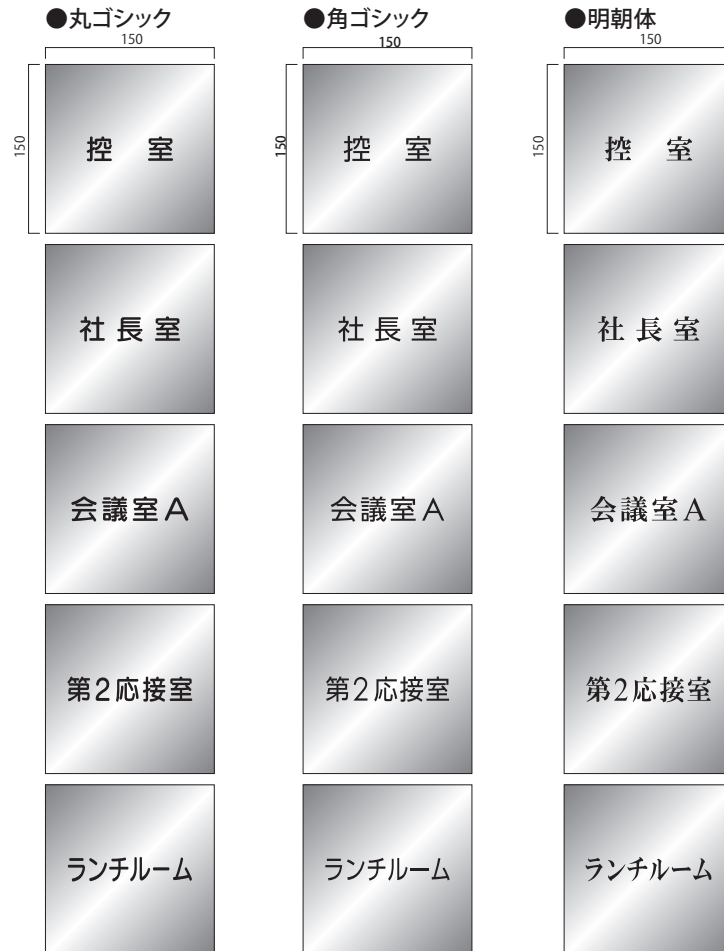 ●丸ゴシック
150
150
控　室
社 長 室
会議室A
第2応接室
ランチルーム
●角ゴシック
150
150
控　室
社 長 室
会議室A
第2応接室
ランチルーム
●明朝体
150
150
控　室
社 長 室
会議室A
第2応接室
ランチルーム